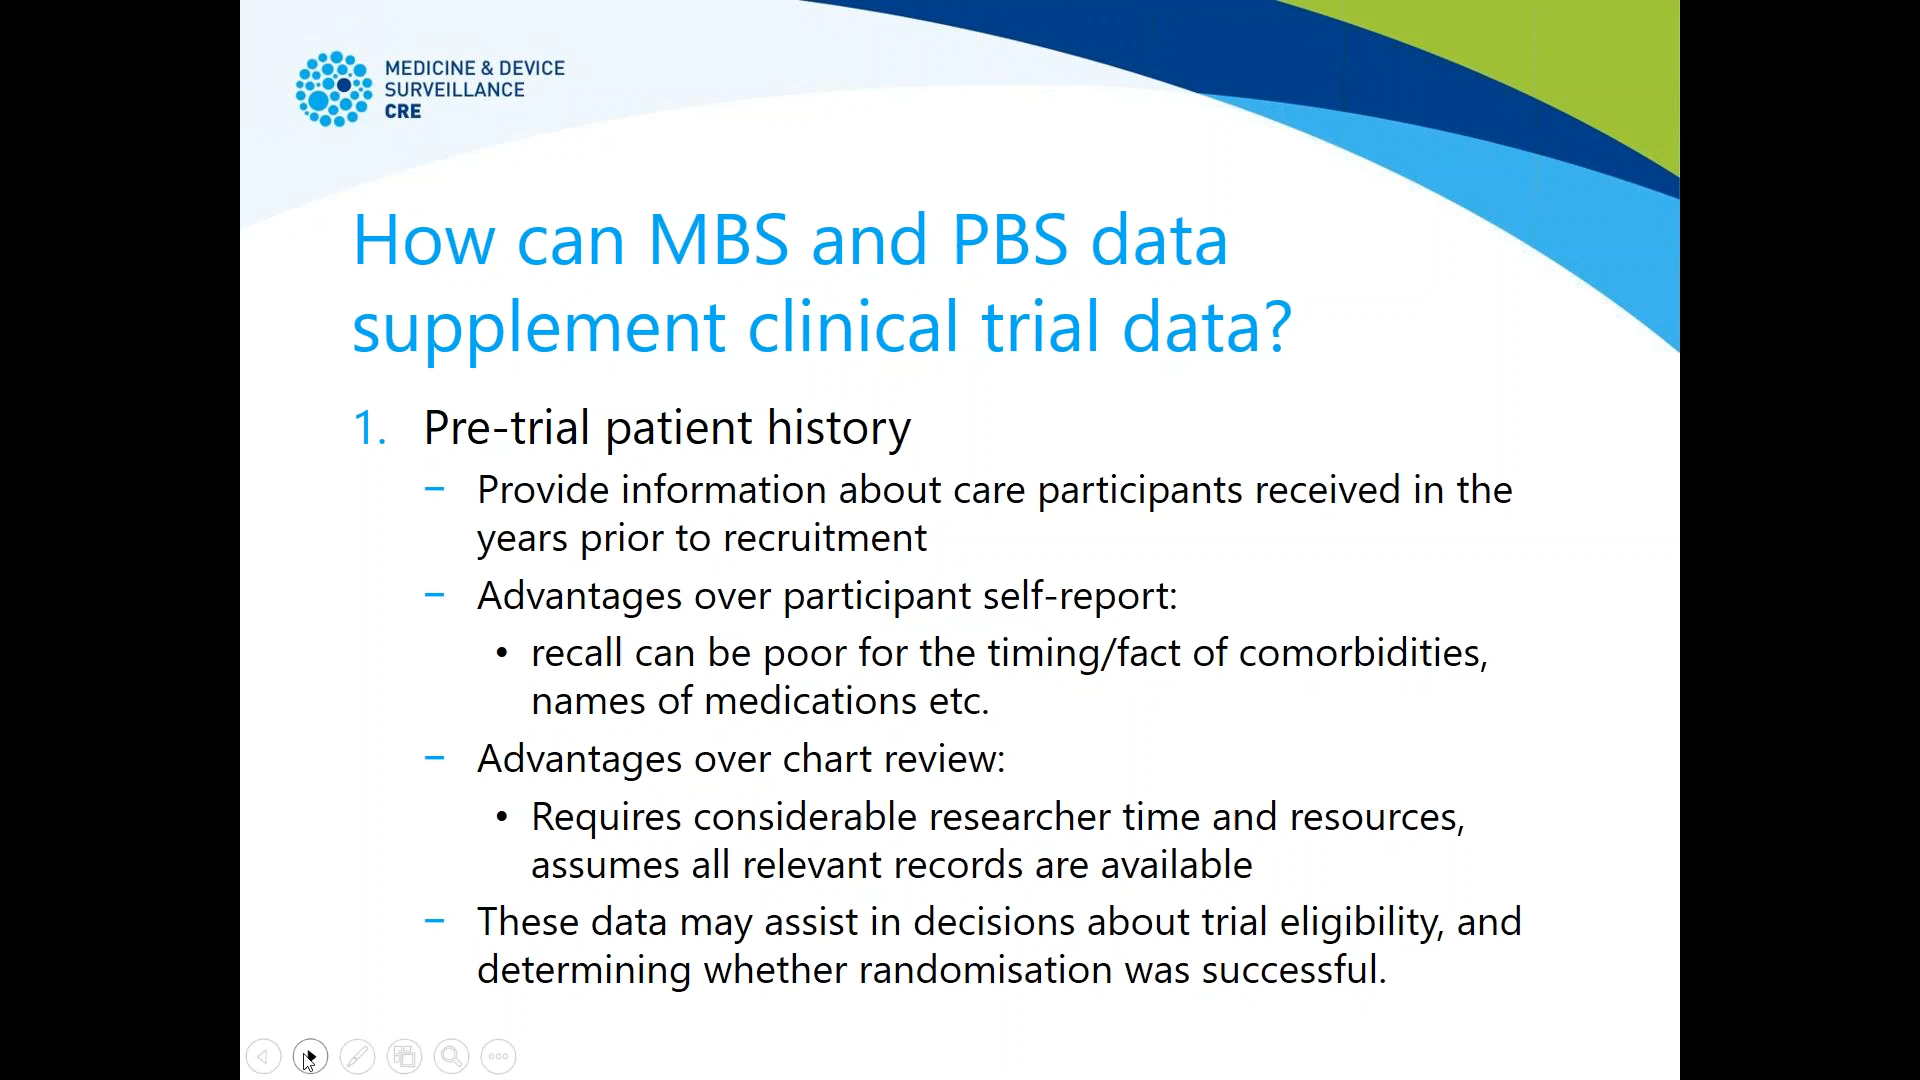 MEDICINE & DEVICE
SURVEILLANCE
CRE
How can MBS and PBS data
supplement clinical trial data?
1. Pre-trial patient history
– Provide information about care participants received in the
years prior to recruitment
– Advantages over participant self-report:
• recall can be poor for the timing/fact of comorbidities,
names of medications etc.
– Advantages over chart review:
• Requires considerable researcher time and resources,
assumes all relevant records are available
– These data may assist in decisions about trial eligibility, and
determining whether randomisation was successful.